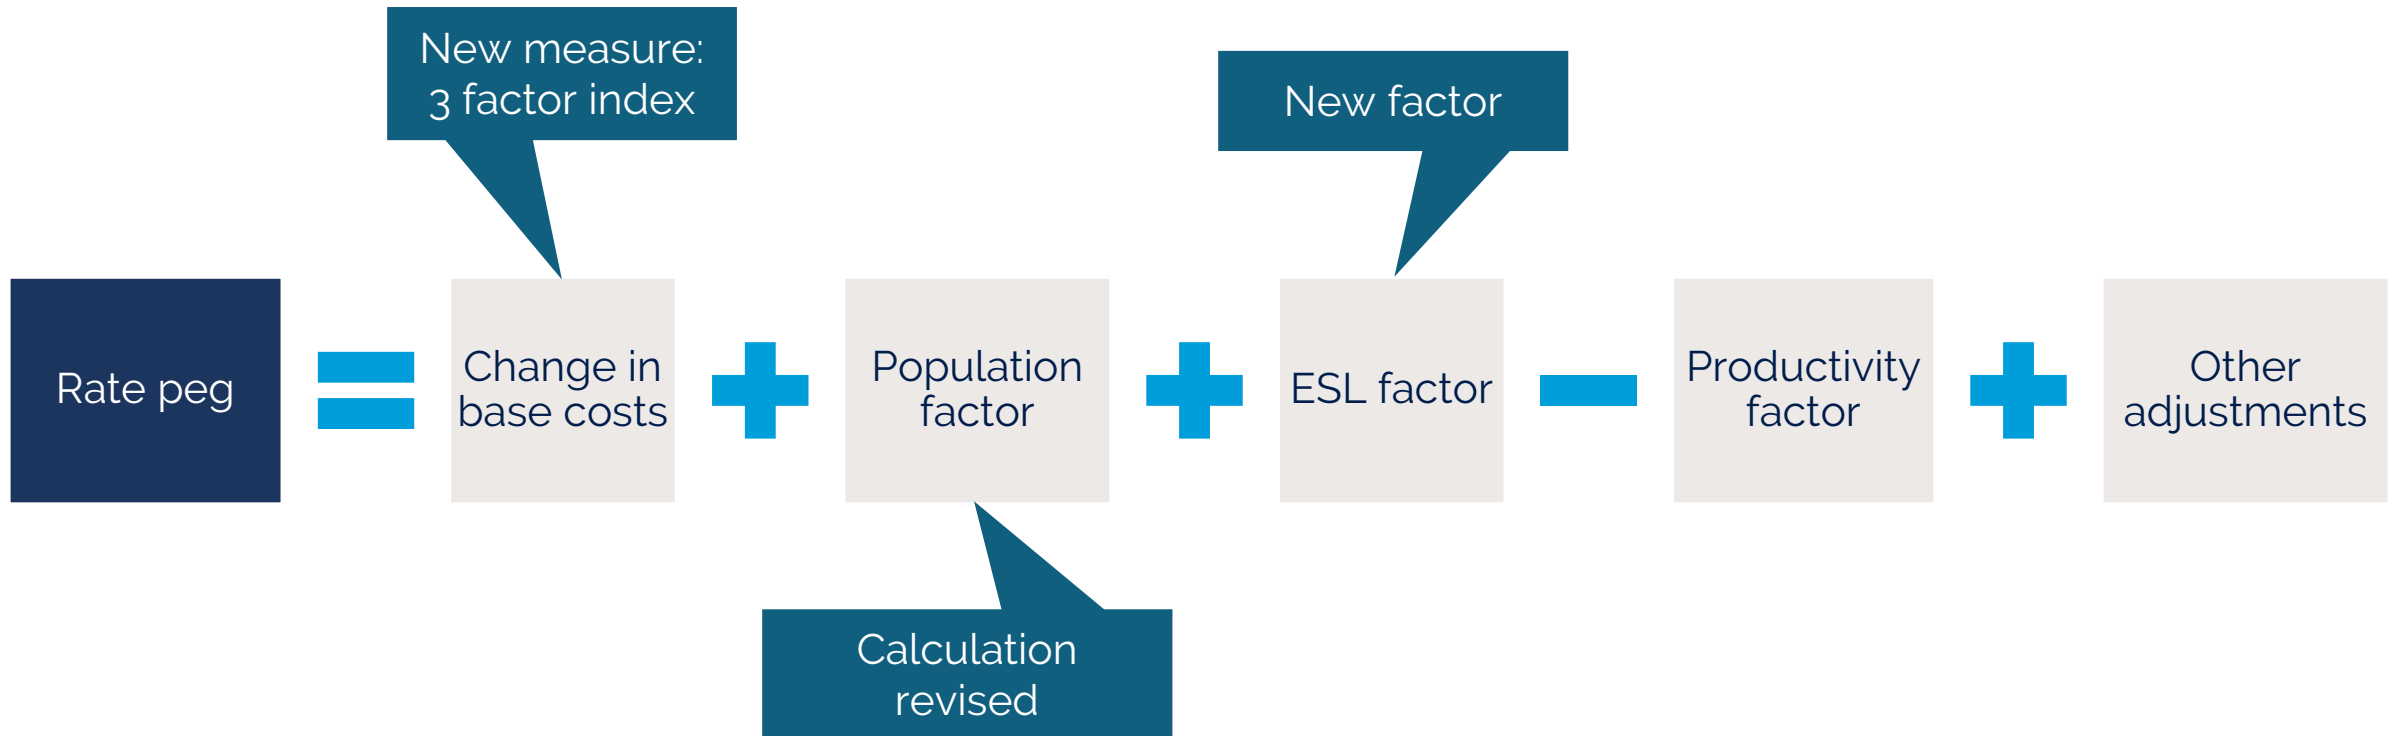 New measure:
3 factor index
New factor
Rate peg
Change in
base costs
Population
factor
ESL factor
Productivity
factor
Other
adjustments
Calculation
revised